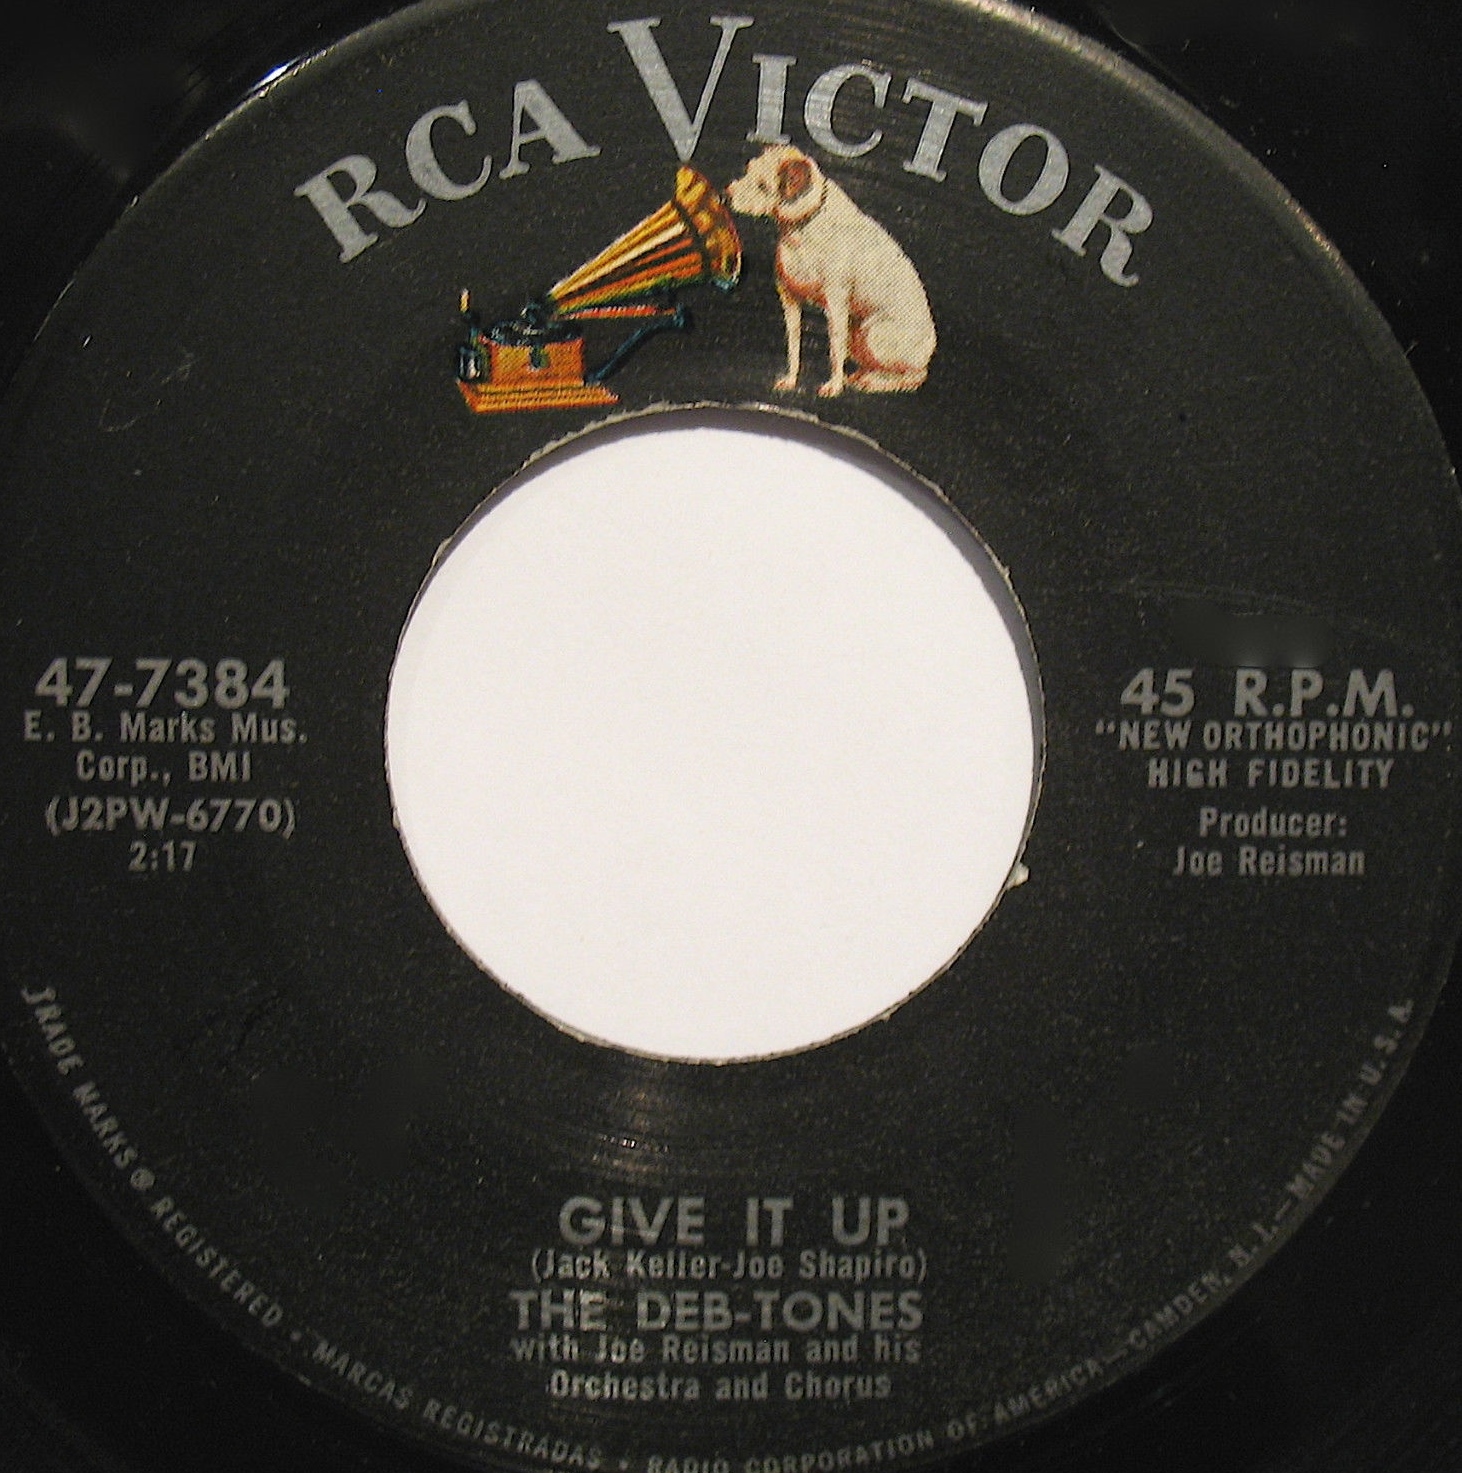 RCA VICTOR
47-7384
E. B. Marks Mus.
Corp., BMI
(J2PW-6770)
2:17
45 R.P.M.
"NEW ORTHOPHONIC"
HIGH FIDELITY
Producer:
Joe Reisman
GIVE IT UP
(Jack Keller-Joe Shapiro)
THE DEB-TONES
with Joe Reisman and his
Orchestra and Chorus
TRADE MARKS ® REGISTERED • MARCAS REGISTRADAS • RADIO CORPORATION OF AMERICA—CAMDEN, N. J.—MADE IN U. S. A.